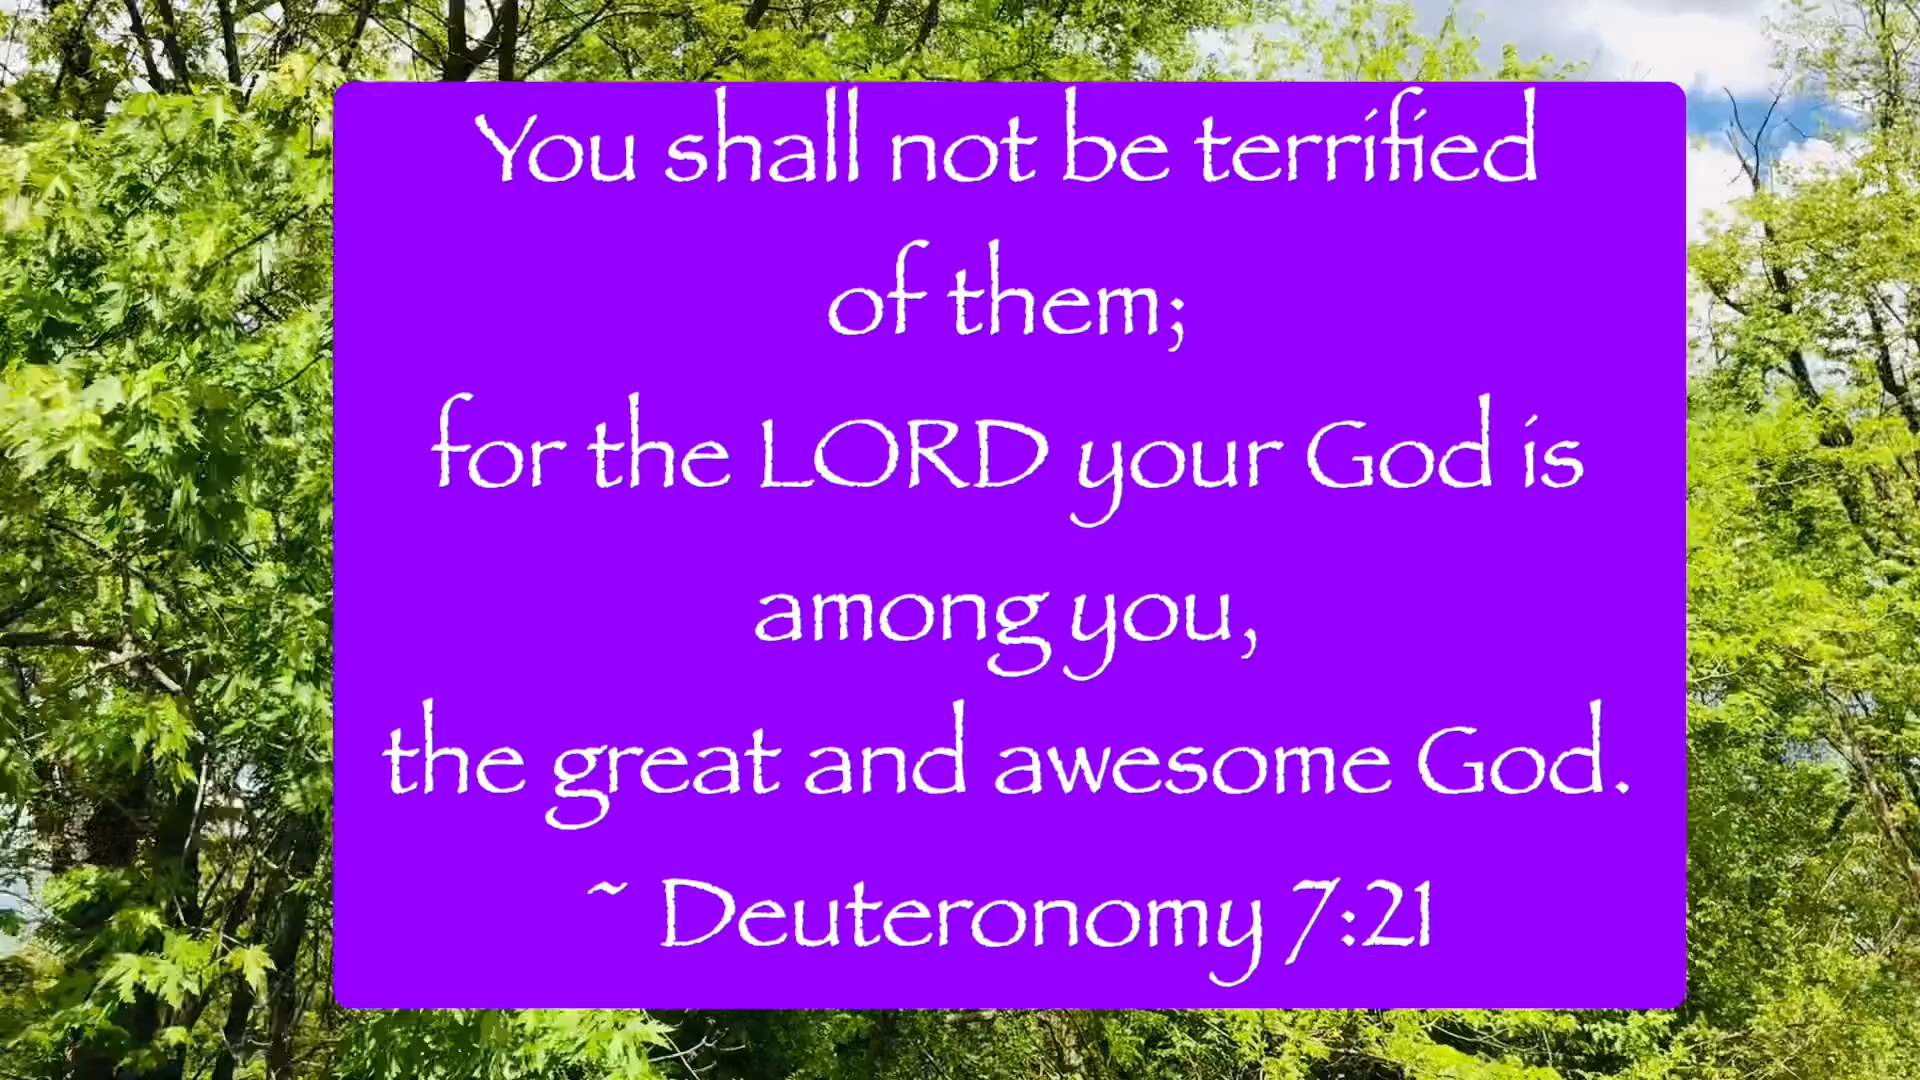 You shall not be terrified
of them;
for the LORD your God is
among you,
the great and awesome God.
~ Deuteronomy 7:21